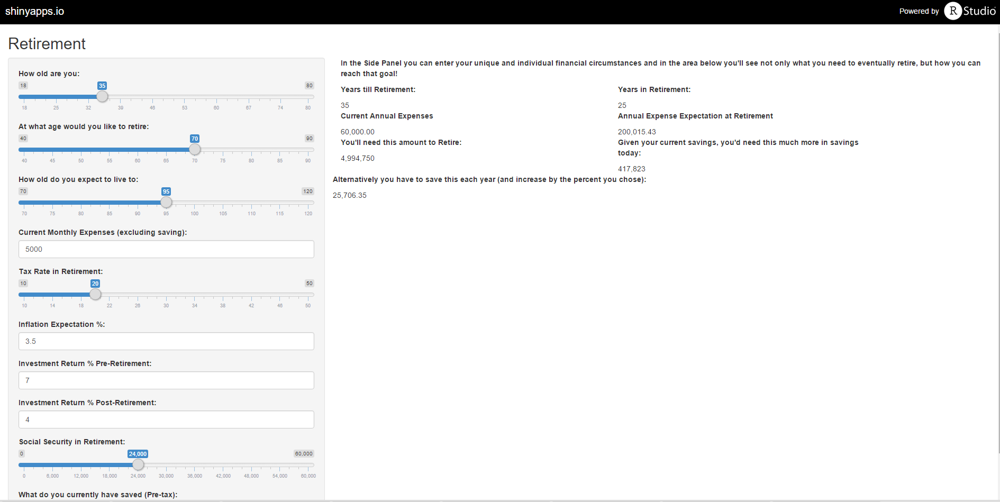 shinyapps.io
Powered by R Studio
Retirement
How old are you:
18 35 80
18 25 32 39 46 53 60 67 74 80
At what age would you like to retire:
40 70 90
40 45 50 55 60 65 70 75 80 85 90
How old do you expect to live to:
70 95 120
70 75 80 85 90 95 100 105 110 115 120
Current Monthly Expenses (excluding saving):
5000
Tax Rate in Retirement:
10 20 50
10 14 18 22 26 30 34 38 42 46 50
Inflation Expectation %:
3.5
Investment Return % Pre-Retirement:
7
Investment Return % Post-Retirement:
4
Social Security in Retirement:
0 24,000 60,000
0 6,000 12,000 18,000 24,000 30,000 36,000 42,000 48,000 54,000 60,000
What do you currently have saved (Pre-tax):
In the Side Panel you can enter your unique and individual financial circumstances and in the area below you'll see not only what you need to eventually retire, but how you can
reach that goal!
Years till Retirement:
35
Years in Retirement:
25
Current Annual Expenses
60,000.00
Annual Expense Expectation at Retirement
200,015.43
You'll need this amount to Retire:
4,994,750
Given your current savings, you'd need this much more in savings
today:
417,823
Alternatively you have to save this each year (and increase by the percent you chose):
25,706.35